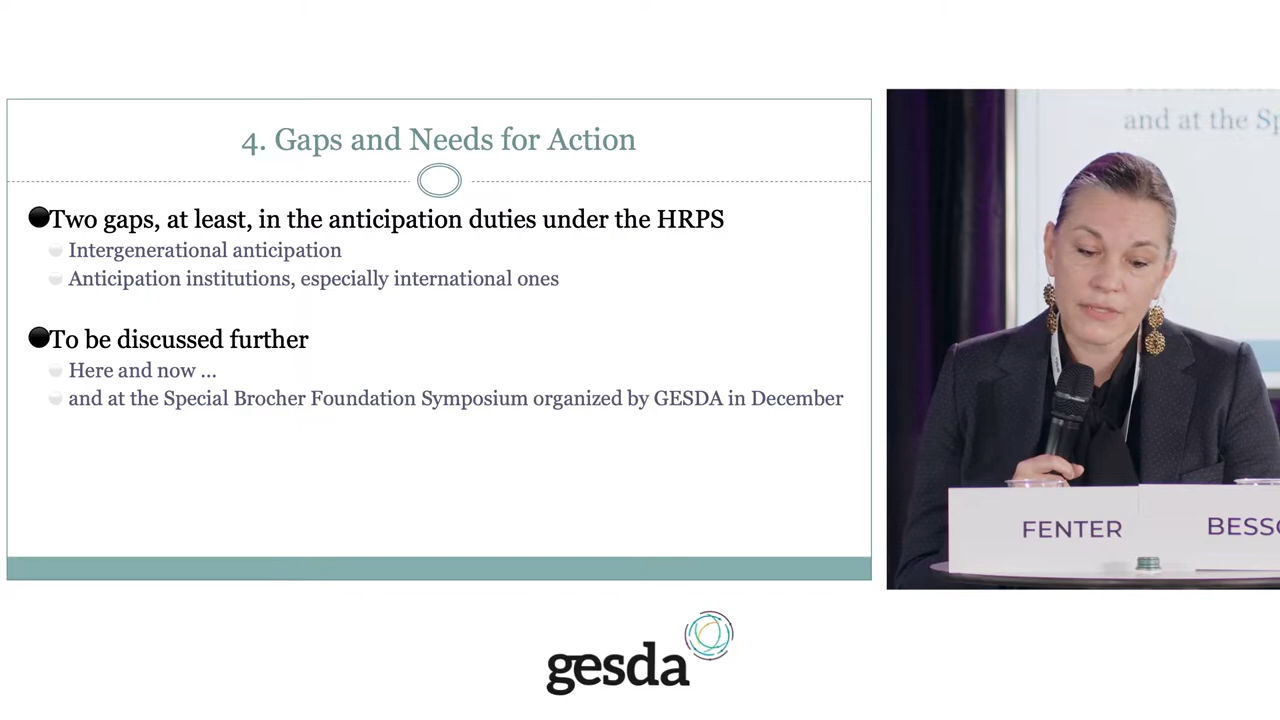 4. Gaps and Needs for Action
Two gaps, at least, in the anticipation duties under the HRPS
Intergenerational anticipation
Anticipation institutions, especially international ones
To be discussed further
Here and now ...
and at the Special Brocher Foundation Symposium organized by GESDA in December
and at the Sp
FENTER
BESSO
gesda